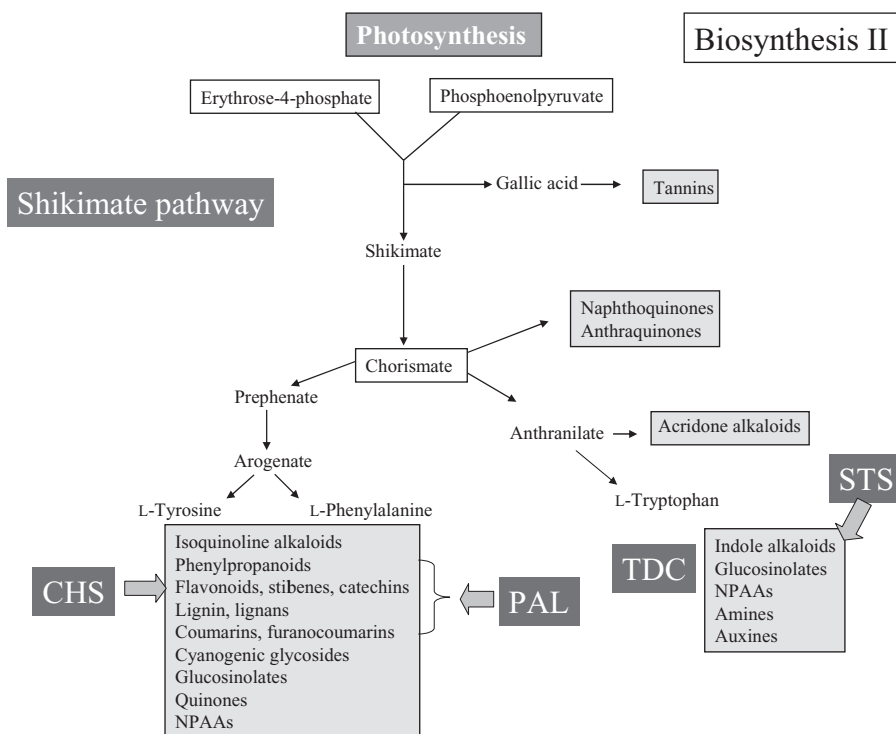 Photosynthesis
Biosynthesis II
Erythrose-4-phosphate
Phosphoenolpyruvate
Gallic acid
Tannins
Shikimate pathway
Shikimate
Naphthoquinones
Anthraquinones
Chorismate
Prephenate
Anthranilate
Acridone alkaloids
Arogenate
STS
L-Tyrosine
L-Phenylalanine
L-Tryptophan
CHS
Isoquinoline alkaloids
Phenylpropanoids
Flavonoids, stibenes, catechins
Lignin, lignans
Coumarins, furanocoumarins
Cyanogenic glycosides
Glucosinolates
Quinones
NPAAs
PAL
TDC
Indole alkaloids
Glucosinolates
NPAAs
Amines
Auxines